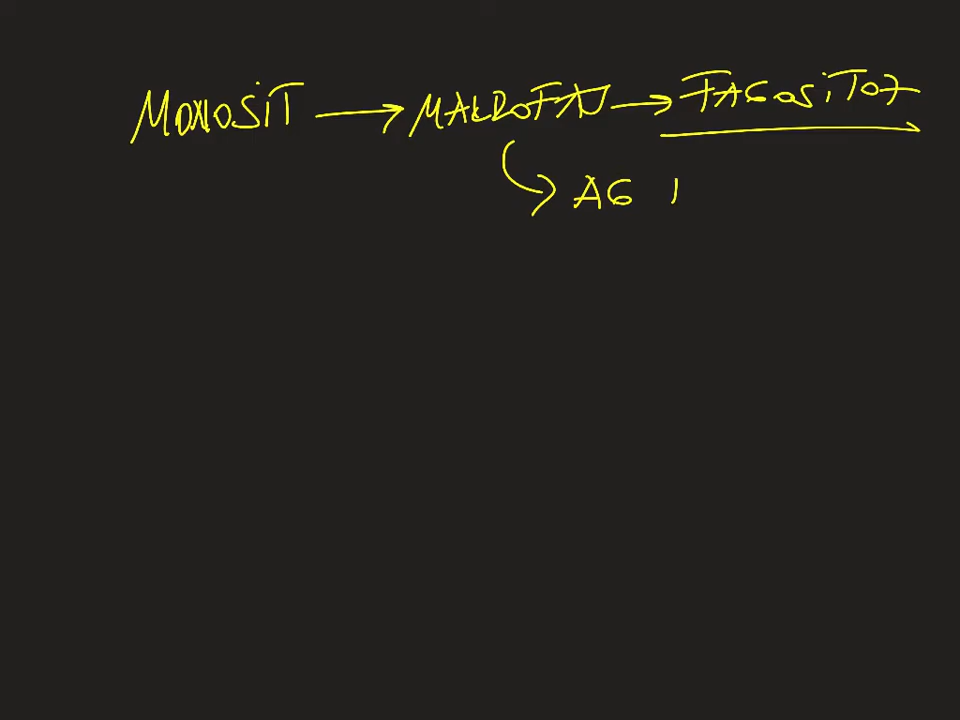 MONOSİT → MAKROFAJ → FAGOSİTOZ
→ AG I